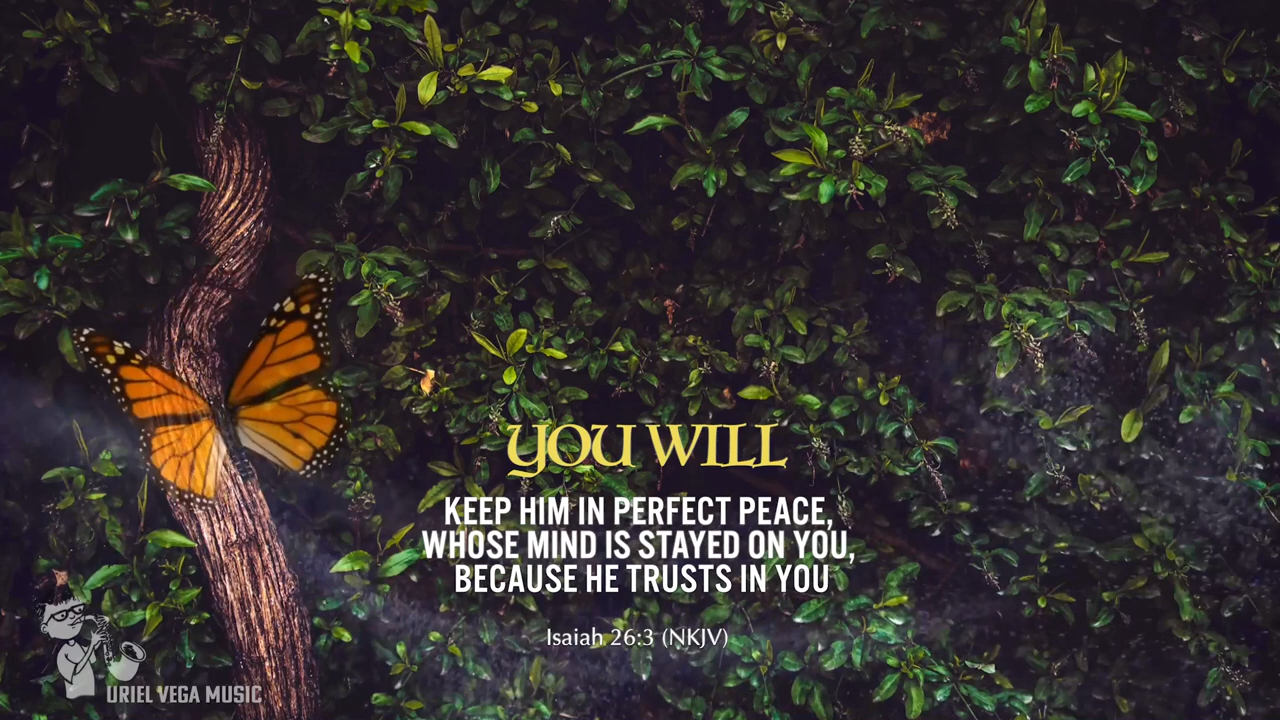 YOU WILL
KEEP HIM IN PERFECT PEACE,
WHOSE MIND IS STAYED ON YOU,
BECAUSE HE TRUSTS IN YOU
Isaiah 26:3 (NKJV)
URIEL VEGA MUSIC